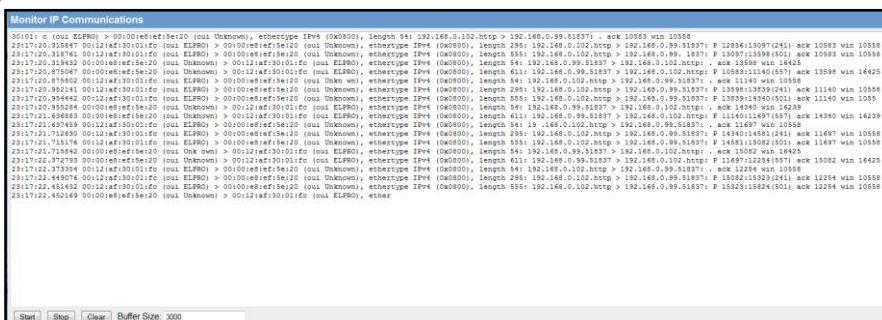 Monitor IP Communications
30:01: c (oui ELPRO) > 00:00:e8:ef:5e:20 (oui Unknown), ethertype IPv4 (0x0800), length 54: 192.168.0.102.http > 192.168.0.99.51837: . ack 10583 win 10558
23:17:20.315847 00:12:af:30:01:fc (oui ELPRO) > 00:00:e8:ef:5e:20 (oui Unknown), ethertype IPv4 (0x0800), length 295: 192.168.0.102.http > 192.168.0.99.51837: P 12856:13097(241) ack 10583 win 10558
23:17:20.318761 00:12:af:30:01:fc (oui ELPRO) > 00:00:e8:ef:5e:20 (oui Unknown), ethertype IPv4 (0x0800), length 555: 192.168.0.102.http > 192.168.0.99. 1837: P 13097:13598(501) ack 10583 win 10558
23:17:20.319432 00:00:e8:ef:5e:20 (oui Unknown) > 00:12:af:30:01:fc (oui ELPRO), ethertype IPv4 (0x0800), length 54: 192.168.0.99.51837 > 192.168.0.102.http: . ack 13598 win 16425
23:17:20.875067 00:00:e8:ef:5e:20 (oui Unknown) > 00:12:af:30:01:fc (oui ELPRO), ethertype IPv4 (0x0800), length 611: 192.168.0.99.51837 > 192.168.0.102.http: P 10583:11140(557) ack 13598 win 16425
23:17:20.875802 00:12:af:30:01:fc (oui ELPRO) > 00:00:e8:ef:5e:20 (oui Unkn wn), ethertype IPv4 (0x0800), length 54: 192.168.0.102.http > 192.168.0.99.51837: . ack 11140 win 10558
23:17:20.952141 00:12:af:30:01:fc (oui ELPRO) > 00:00:e8:ef:5e:20 (oui Unknown), ethertype IPv4 (0x0800), length 295: 192.168.0.102.http > 192.168.0.99.51837: P 13598:13839(241) ack 11140 win 10558
23:17:20.954442 00:12:af:30:01:fc (oui ELPRO) > 00:00:e8:ef:5e:20 (oui Unknown), ethertype IPv4 (0x0800), length 555: 192.168.0.102.http > 192.168.0.99.51837: P 13839:14340(501) ack 11140 win 1055
23:17:20.955284 00:00:e8:ef:5e:20 (oui Unknown) > 00:12:af:30:01:fc (oui ELPRO), ethertype IPv4 (0x0800), length 54: 192.168.0.99.51837 > 192.168.0.102.http: . ack 14340 win 16239
23:17:21.636883 00:00:e8:ef:5e:20 (oui Unknown) > 00:12:af:30:01:fc (oui ELPRO), ethertype IPv4 (0x0800), length 611: 192.168.0.99.51837 > 192.168.0.102.http: P 11140:11697(557) ack 14340 win 16239
23:17:21.637659 00:12:af:30:01:fc (oui ELPRO) > 00:00:e8:ef:5e:20 (oui Unknown), ethertype IPv4 (0x0800), length 54: 19 .168.0.102.http > 192.168.0.99.51837: . ack 11697 win 10558
23:17:21.712830 00:12:af:30:01:fc (oui ELPRO) > 00:00:e8:ef:5e:20 (oui Unknown), ethertype IPv4 (0x0800), length 295: 192.168.0.102.http > 192.168.0.99.51837: P 14340:14581(241) ack 11697 win 10558
23:17:21.715176 00:12:af:30:01:fc (oui ELPRO) > 00:00:e8:ef:5e:20 (oui Unknown), ethertype IPv4 (0x0800), length 555: 192.168.0.102.http > 192.168.0.99.51837: P 14581:15082(501) ack 11697 win 10558
23:17:21.715842 00:00:e8:ef:5e:20 (oui Unk own) > 00:12:af:30:01:fc (oui ELPRO), ethertype IPv4 (0x0800), length 54: 192.168.0.99.51837 > 192.168.0.102.http: . ack 15082 win 16425
23:17:22.372793 00:00:e8:ef:5e:20 (oui Unknown) > 00:12:af:30:01:fc (oui ELPRO), ethertype IPv4 (0x0800), length 611: 192.168.0.99.51837 > 192.168.0.102.http: P 11697:12254(557) ack 15082 win 16425
23:17:22.373354 00:12:af:30:01:fc (oui ELPRO) > 00:00:e8:ef:5e:20 (oui Unknown), ethertype IPv4 (0x0800), length 54: 192.168.0.102.http > 192.168.0.99.51837: . ack 12254 win 10558
23:17:22.449076 00:12:af:30:01:fc (oui ELPRO) > 00:00:e8:ef:5e:20 (oui Unknown), ethertype IPv4 (0x0800), length 295: 192.168.0.102.http > 192.168.0.99.51837: P 15082:15323(241) ack 12254 win 10558
23:17:22.451432 00:12:af:30:01:fc (oui ELPRO) > 00:00:e8:ef:5e:20 (oui Unknown), ethertype IPv4 (0x0800), length 555: 192.168.0.102.http > 192.168.0.99.51837: P 15323:15824(501) ack 12254 win 10558
23:17:22.452169 00:00:e8:ef:5e:20 (oui Unknown) > 00:12:af:30:01:fc (oui ELPRO), ether
Start Stop Clear Buffer Size: 3000